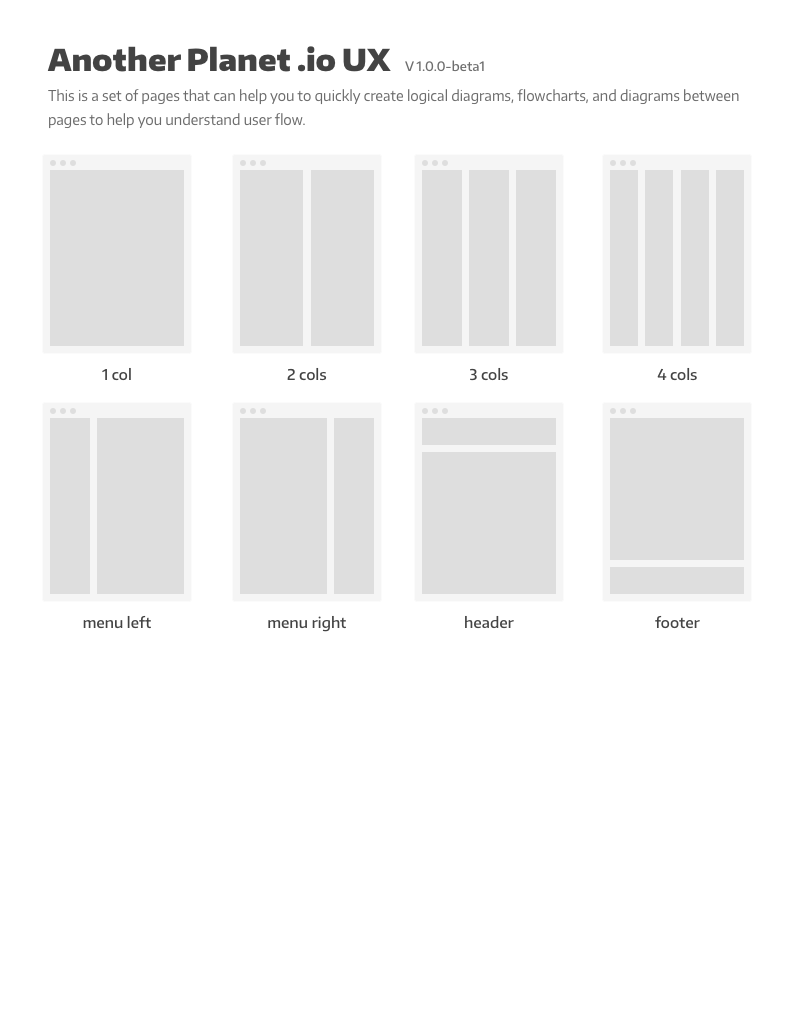 Another Planet .io UX V 1.0.0-beta1
This is a set of pages that can help you to quickly create logical diagrams, flowcharts, and diagrams between
pages to help you understand user flow.
1 col 2 cols 3 cols 4 cols
menu left menu right header footer